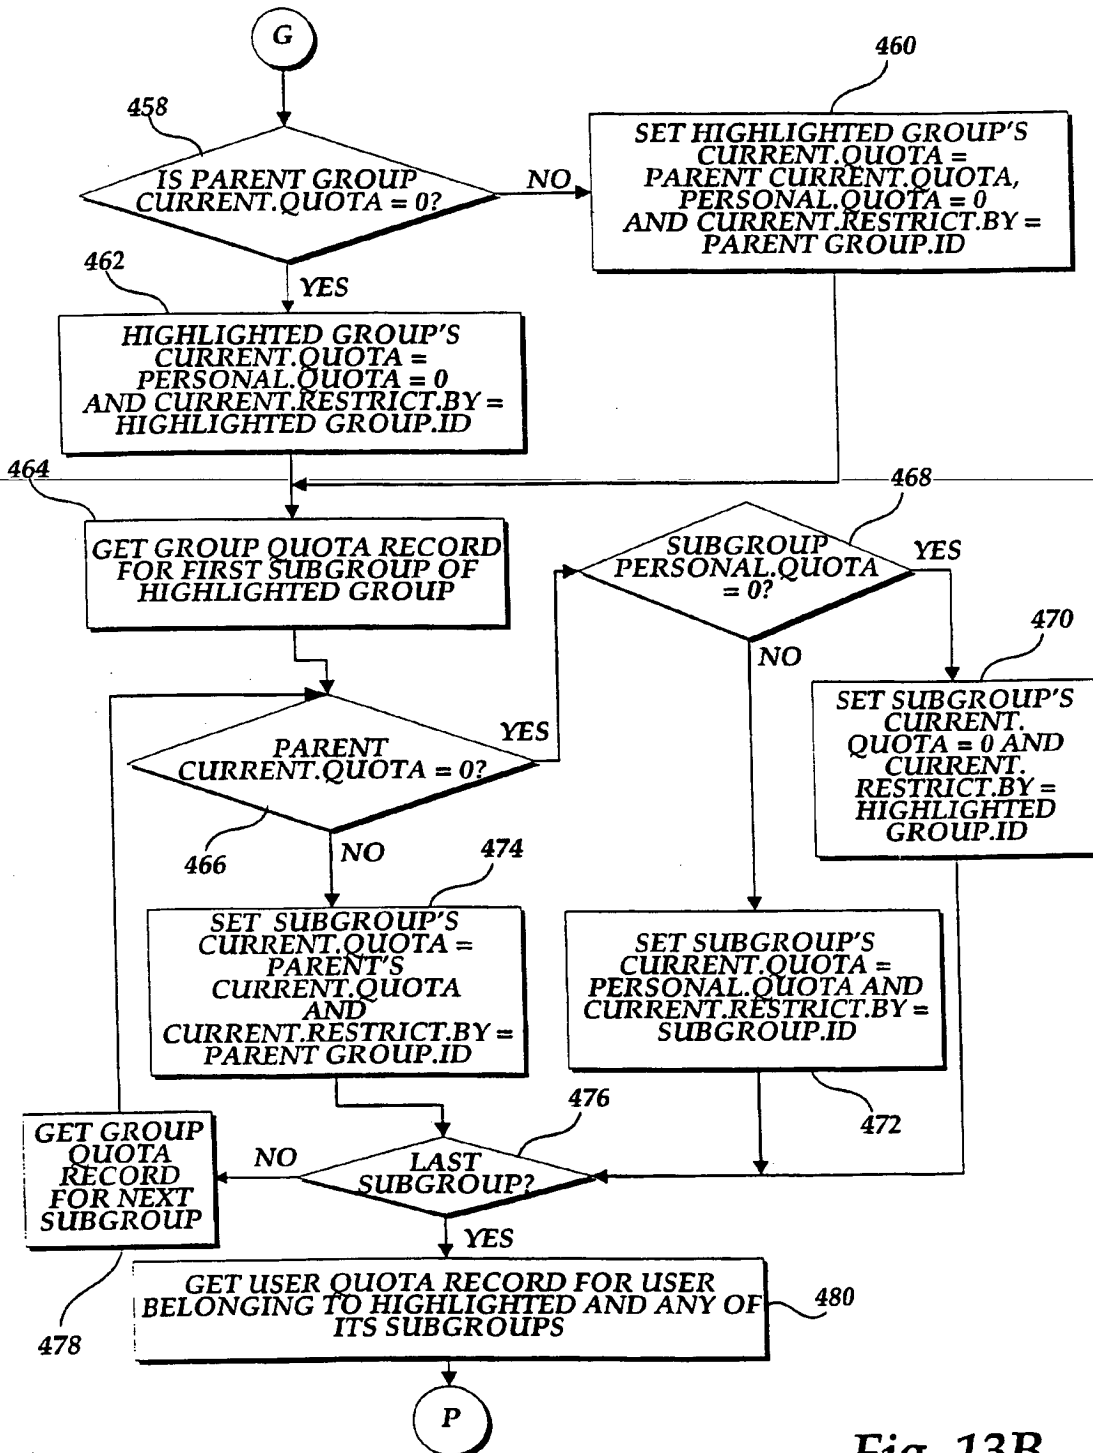 G
458
IS PARENT GROUP
CURRENT.QUOTA = 0?
NO
YES
460
SET HIGHLIGHTED GROUP'S
CURRENT.QUOTA =
PARENT CURRENT.QUOTA,
PERSONAL.QUOTA = 0
AND CURRENT.RESTRICT.BY =
PARENT GROUP.ID
462
HIGHLIGHTED GROUP'S
CURRENT.QUOTA =
PERSONAL.QUOTA = 0
AND CURRENT.RESTRICT.BY =
HIGHLIGHTED GROUP.ID
464
GET GROUP QUOTA RECORD
FOR FIRST SUBGROUP OF
HIGHLIGHTED GROUP
468
SUBGROUP
PERSONAL.QUOTA
= 0?
YES
NO
470
SET SUBGROUP'S
CURRENT.
QUOTA = 0 AND
CURRENT.
RESTRICT.BY =
HIGHLIGHTED
GROUP.ID
PARENT
CURRENT.QUOTA = 0?
YES
466
NO
474
SET SUBGROUP'S
CURRENT.QUOTA =
PARENT'S
CURRENT.QUOTA
AND
CURRENT.RESTRICT.BY =
PARENT GROUP.ID
SET SUBGROUP'S
CURRENT.QUOTA =
PERSONAL.QUOTA AND
CURRENT.RESTRICT.BY =
SUBGROUP.ID
472
476
LAST
SUBGROUP?
NO
YES
GET GROUP
QUOTA
RECORD
FOR NEXT
SUBGROUP
478
GET USER QUOTA RECORD FOR USER
BELONGING TO HIGHLIGHTED AND ANY OF
ITS SUBGROUPS
480
P
Fig. 13B